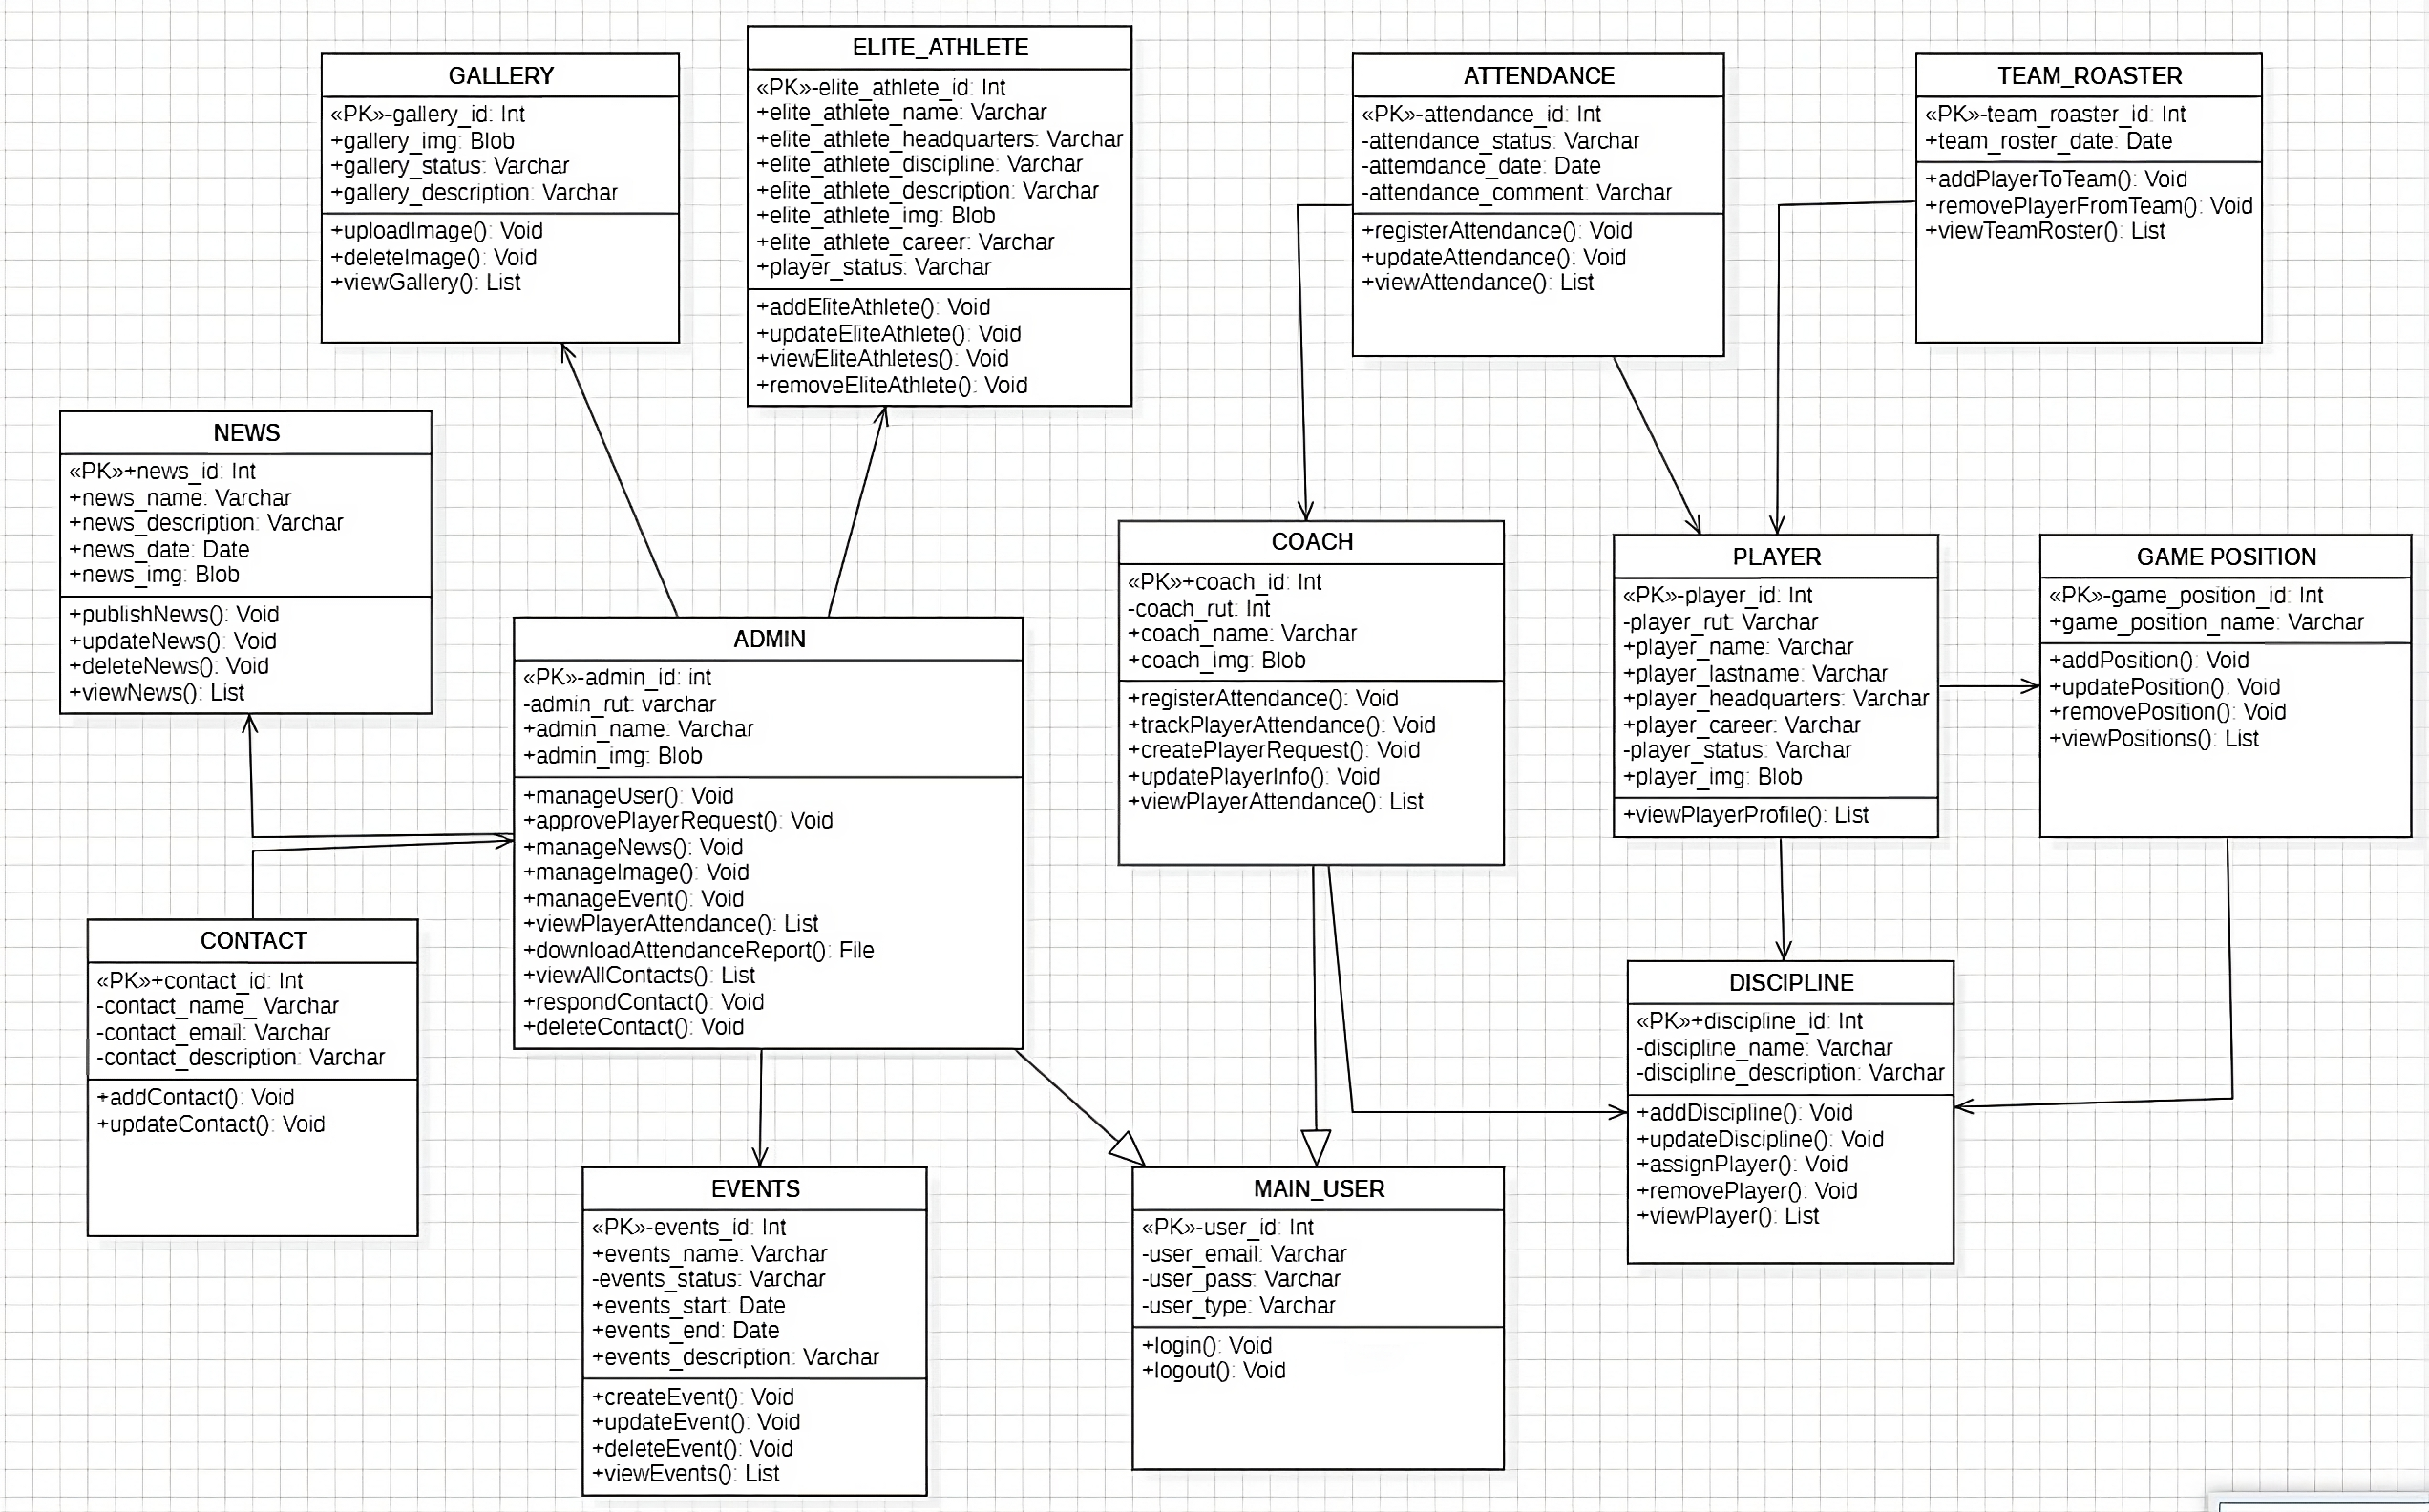 GALLERY
«PK»-gallery_id: Int
+gallery_img: Blob
+gallery_status: Varchar
+gallery_description: Varchar
+uploadImage(): Void
+deleteImage(): Void
+viewGallery(): List
ELITE_ATHLETE
«PK»-elite_athlete_id: Int
+elite_athlete_name: Varchar
+elite_athlete_headquarters: Varchar
+elite_athlete_discipline: Varchar
+elite_athlete_description: Varchar
+elite_athlete_img: Blob
+elite_athlete_career: Varchar
+player_status: Varchar
+addEliteAthlete(): Void
+updateEliteAthlete(): Void
+viewEliteAthletes(): Void
+removeEliteAthlete(): Void
ATTENDANCE
«PK»-attendance_id: Int
-attendance_status: Varchar
-attemdance_date: Date
-attendance_comment: Varchar
+registerAttendance(): Void
+updateAttendance(): Void
+viewAttendance(): List
TEAM_ROASTER
«PK»-team_roaster_id: Int
+team_roster_date: Date
+addPlayerToTeam(): Void
+removePlayerFromTeam(): Void
+viewTeamRoster(): List
NEWS
«PK»+news_id: Int
+news_name: Varchar
+news_description: Varchar
+news_date: Date
+news_img: Blob
+publishNews(): Void
+updateNews(): Void
+deleteNews(): Void
+viewNews(): List
ADMIN
«PK»-admin_id: int
-admin_rut: varchar
+admin_name: Varchar
+admin_img: Blob
+manageUser(): Void
+approvePlayerRequest(): Void
+manageNews(): Void
+manageImage(): Void
+manageEvent(): Void
+viewPlayerAttendance(): List
+downloadAttendanceReport(): File
+viewAllContacts(): List
+respondContact(): Void
+deleteContact(): Void
COACH
«PK»+coach_id: Int
-coach_rut: Int
+coach_name: Varchar
+coach_img: Blob
+registerAttendance(): Void
+trackPlayerAttendance(): Void
+createPlayerRequest(): Void
+updatePlayerInfo(): Void
+viewPlayerAttendance(): List
PLAYER
«PK»-player_id: Int
-player_rut: Varchar
+player_name: Varchar
+player_lastname: Varchar
+player_headquarters: Varchar
+player_career: Varchar
-player_status: Varchar
+player_img: Blob
+viewPlayerProfile(): List
GAME POSITION
«PK»-game_position_id: Int
+game_position_name: Varchar
+addPosition(): Void
+updatePosition(): Void
+removePosition(): Void
+viewPositions(): List
CONTACT
«PK»+contact_id: Int
-contact_name_ Varchar
-contact_email: Varchar
-contact_description: Varchar
+addContact(): Void
+updateContact(): Void
DISCIPLINE
«PK»+discipline_id: Int
-discipline_name: Varchar
-discipline_description: Varchar
+addDiscipline(): Void
+updateDiscipline(): Void
+assignPlayer(): Void
+removePlayer(): Void
+viewPlayer(): List
EVENTS
«PK»-events_id: Int
+events_name: Varchar
-events_status: Varchar
+events_start: Date
+events_end: Date
+events_description: Varchar
+createEvent(): Void
+updateEvent(): Void
+deleteEvent(): Void
+viewEvents(): List
MAIN_USER
«PK»-user_id: Int
-user_email: Varchar
-user_pass: Varchar
-user_type: Varchar
+login(): Void
+logout(): Void